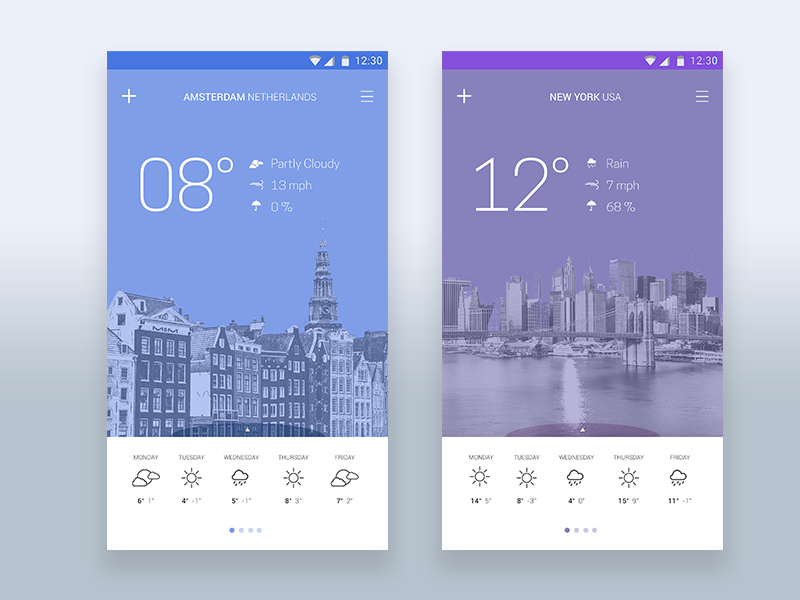 12:30
AMSTERDAM NETHERLANDS
08°
Partly Cloudy
13 mph
0 %
MOM
MONDAY TUESDAY WEDNESDAY THURSDAY FRIDAY
6° 1° 4° -1° 5° -1° 8° 3° 7° 2°
12:30
NEW YORK USA
12°
Rain
7 mph
68 %
MONDAY TUESDAY WEDNESDAY THURSDAY FRIDAY
14° 5° 8° -3° 4° 0° 15° 9° 11° -1°